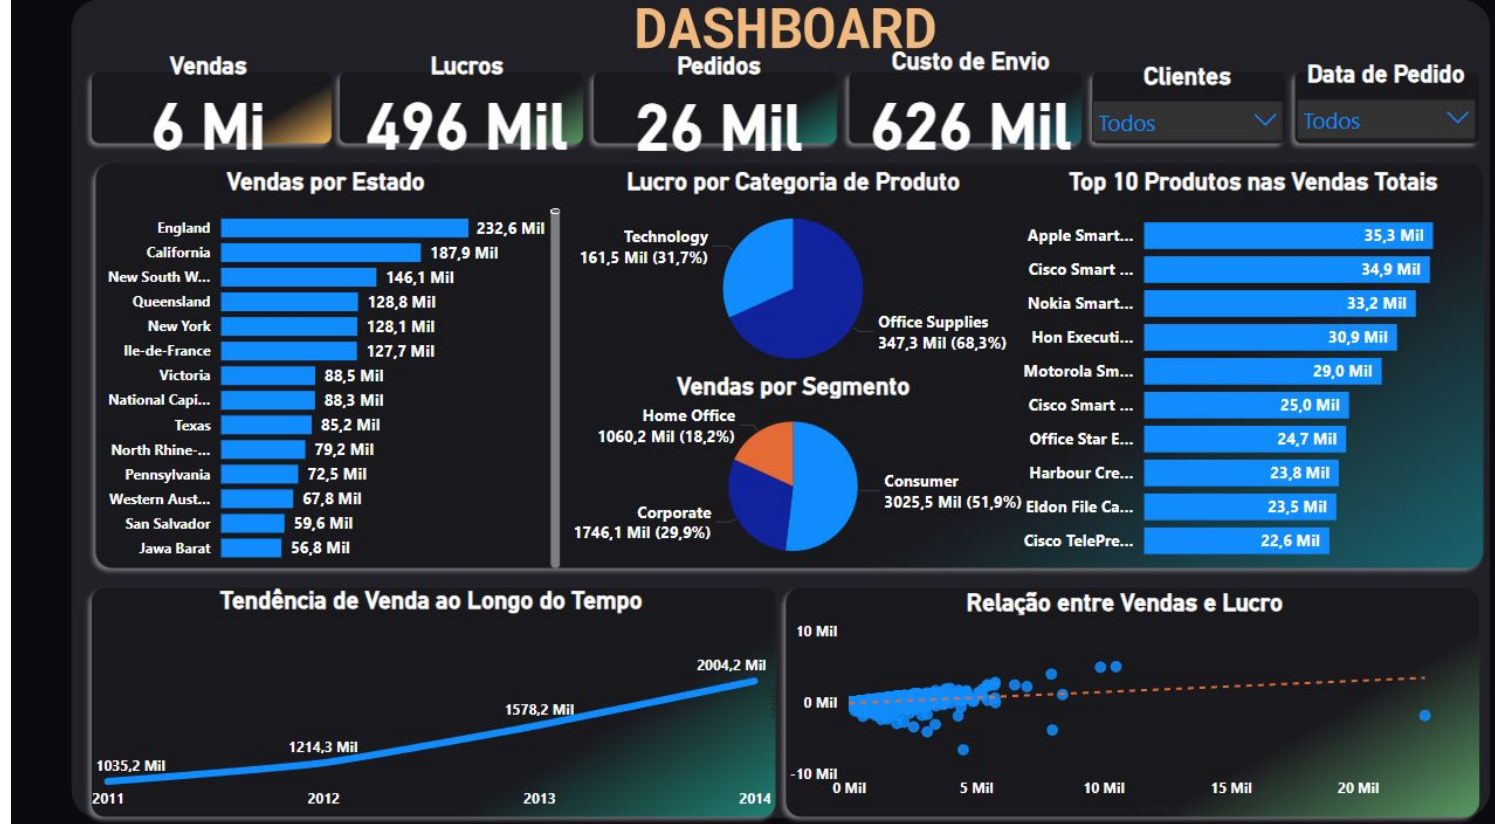 DASHBOARD
Vendas
6 Mi
Lucros
496 Mil
Pedidos
26 Mil
Custo de Envio
626 Mil
Clientes
Todos
Data de Pedido
Todos
Vendas por Estado
England 232,6 Mil
California 187,9 Mil
New South W... 146,1 Mil
Queensland 128,8 Mil
New York 128,1 Mil
Ile-de-France 127,7 Mil
Victoria 88,5 Mil
National Capi... 88,3 Mil
Texas 85,2 Mil
North Rhine-... 79,2 Mil
Pennsylvania 72,5 Mil
Western Aust... 67,8 Mil
San Salvador 59,6 Mil
Jawa Barat 56,8 Mil
Lucro por Categoria de Produto
Technology
161,5 Mil (31,7%)
Office Supplies
347,3 Mil (68,3%)
Vendas por Segmento
Home Office
1060,2 Mil (18,2%)
Consumer
3025,5 Mil (51,9%)
Corporate
1746,1 Mil (29,9%)
Top 10 Produtos nas Vendas Totais
Apple Smart... 35,3 Mil
Cisco Smart ... 34,9 Mil
Nokia Smart... 33,2 Mil
Hon Executi... 30,9 Mil
Motorola Sm... 29,0 Mil
Cisco Smart ... 25,0 Mil
Office Star E... 24,7 Mil
Harbour Cre... 23,8 Mil
Eldon File Ca... 23,5 Mil
Cisco TelePre... 22,6 Mil
Tendência de Venda ao Longo do Tempo
2004,2 Mil
1578,2 Mil
1214,3 Mil
1035,2 Mil
2011 2012 2013 2014
Relação entre Vendas e Lucro
10 Mil
0 Mil
-10 Mil
0 Mil 5 Mil 10 Mil 15 Mil 20 Mil